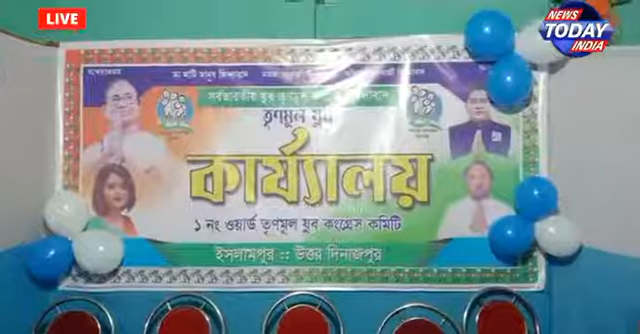 LIVE
NEWS
TODAY
INDIA
মা মাটি মানুষ জিন্দাবাদ
তৃণমূল যুব
কার্য্যালয়
১ নং ওয়ার্ড তৃণমূল যুব কংগ্রেস কমিটি
ইসলামপুর :: উত্তর দিনাজপুর